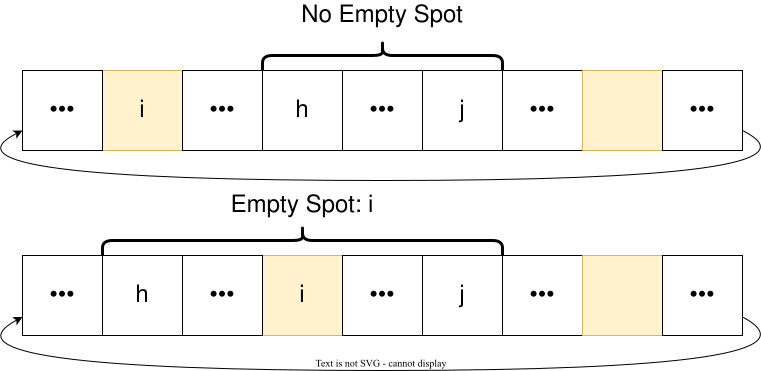 No Empty Spot
••• i ••• h ••• j ••• •••
Empty Spot: i
••• h ••• i ••• j ••• •••
Text is not SVG - cannot display